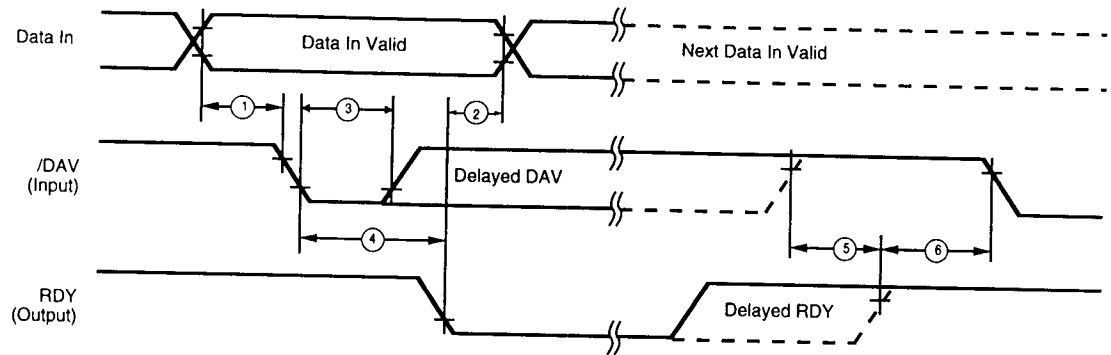 Data In
Data In Valid
Next Data In Valid
1
3
2
/DAV
(Input)
Delayed DAV
4
5
6
RDY
(Output)
Delayed RDY